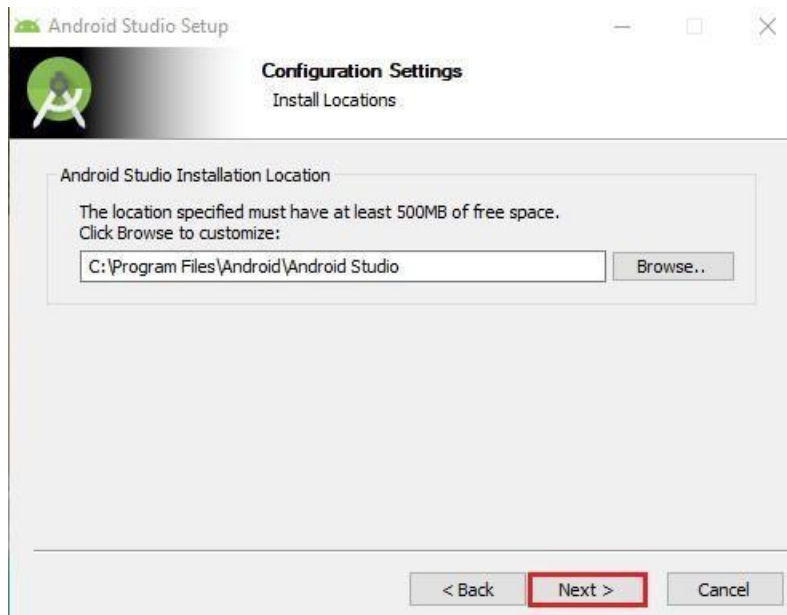 Android Studio Setup
Configuration Settings
Install Locations
Android Studio Installation Location
The location specified must have at least 500MB of free space.
Click Browse to customize:
C:\Program Files\Android\Android Studio
Browse..
< Back
Next >
Cancel